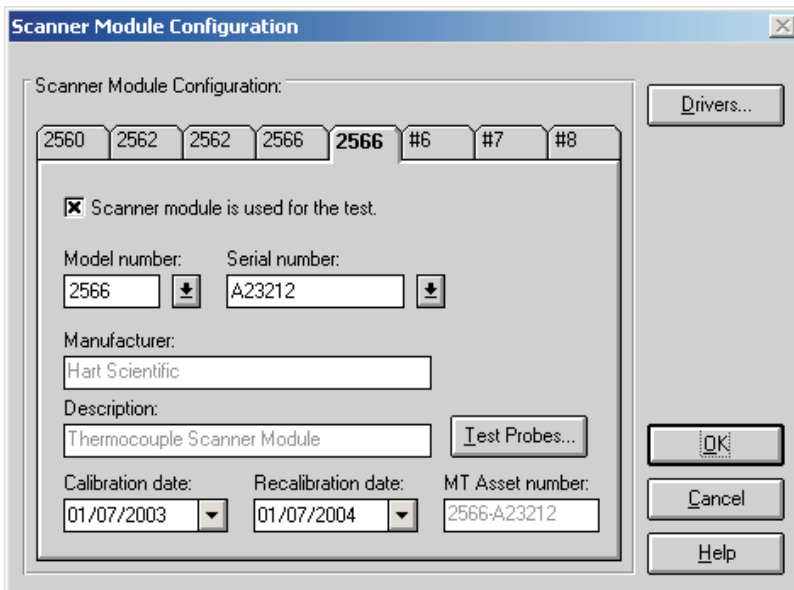 Scanner Module Configuration
Scanner Module Configuration:
Drivers...
2560 2562 2562 2566 2566 #6 #7 #8
Scanner module is used for the test.
Model number: Serial number:
2566 A23212
Manufacturer:
Hart Scientific
Description:
Thermocouple Scanner Module
Test Probes...
OK
Calibration date: Recalibration date: MT Asset number:
01/07/2003 01/07/2004 2566-A23212
Cancel
Help